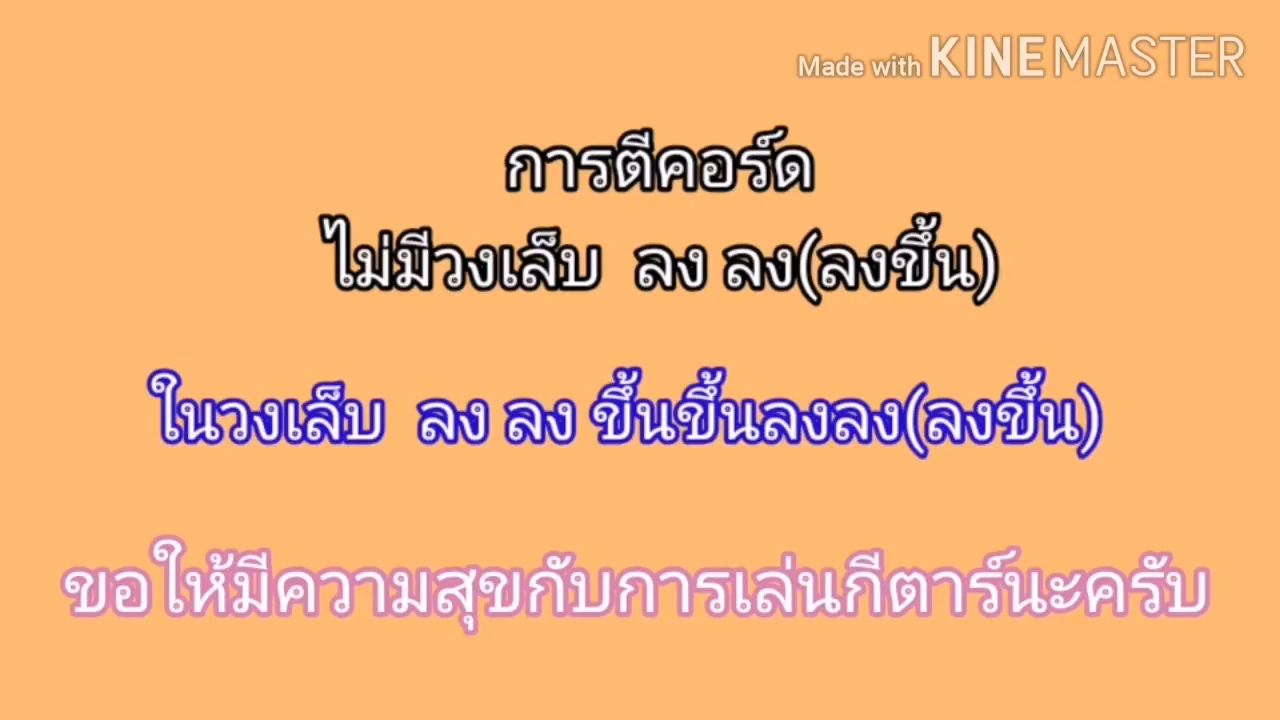 Made with KINEMASTER
การตีคอร์ด
ไม่มีวงเล็บ ลง ลง(ลงขึ้น)
ในวงเล็บ ลง ลง ขึ้นขึ้นลงลง(ลงขึ้น)
ขอให้มีความสุขกับการเล่นกีตาร์นะครับ